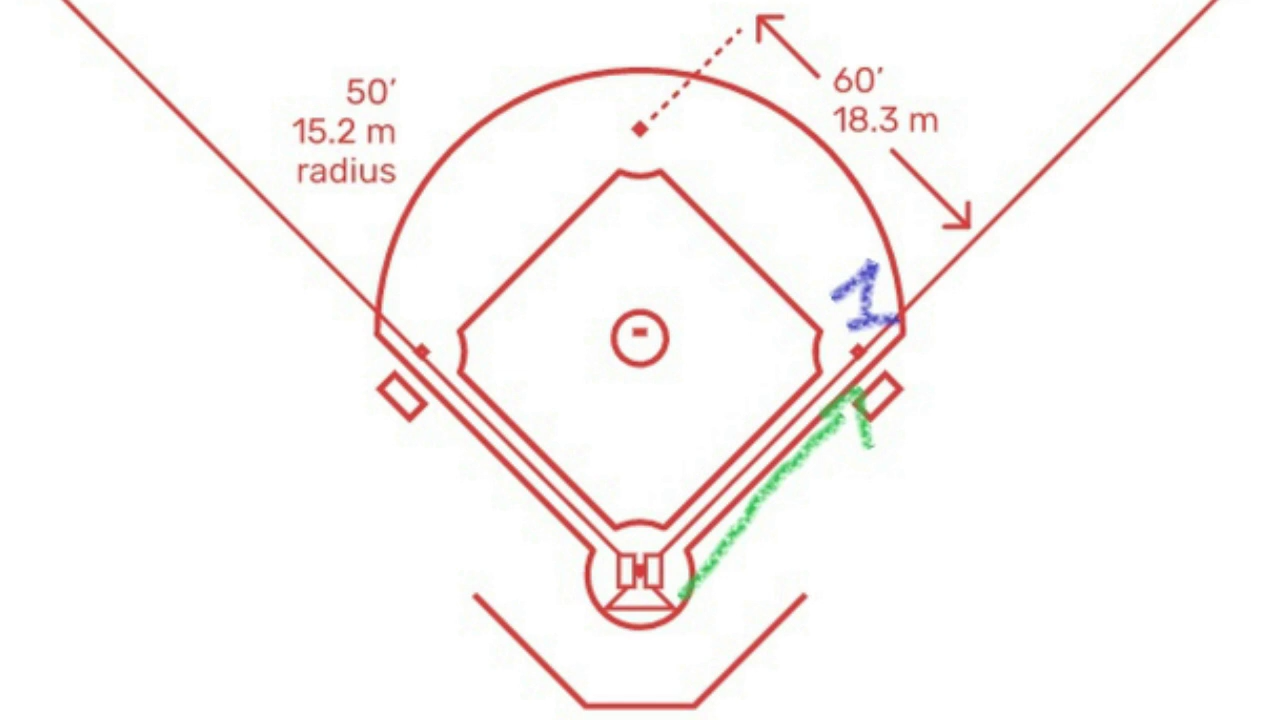 50′
15.2 m
radius
60′
18.3 m
1